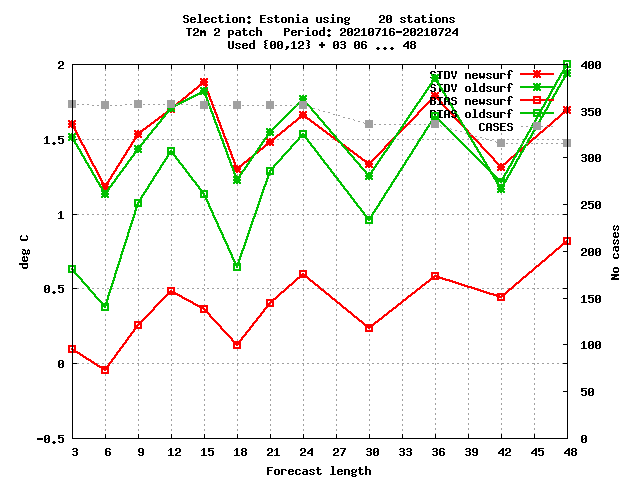 Selection: Estonia using    20 stations
T2m 2 patch   Period: 20210716-20210724
Used {00,12} + 03 06 ... 48
STDV newsurf
STDV oldsurf
BIAS newsurf
BIAS oldsurf
CASES
2
1.5
1
0.5
0
-0.5
deg C
400
350
300
250
200
150
100
50
0
No cases
3 6 9 12 15 18 21 24 27 30 33 36 39 42 45 48
Forecast length